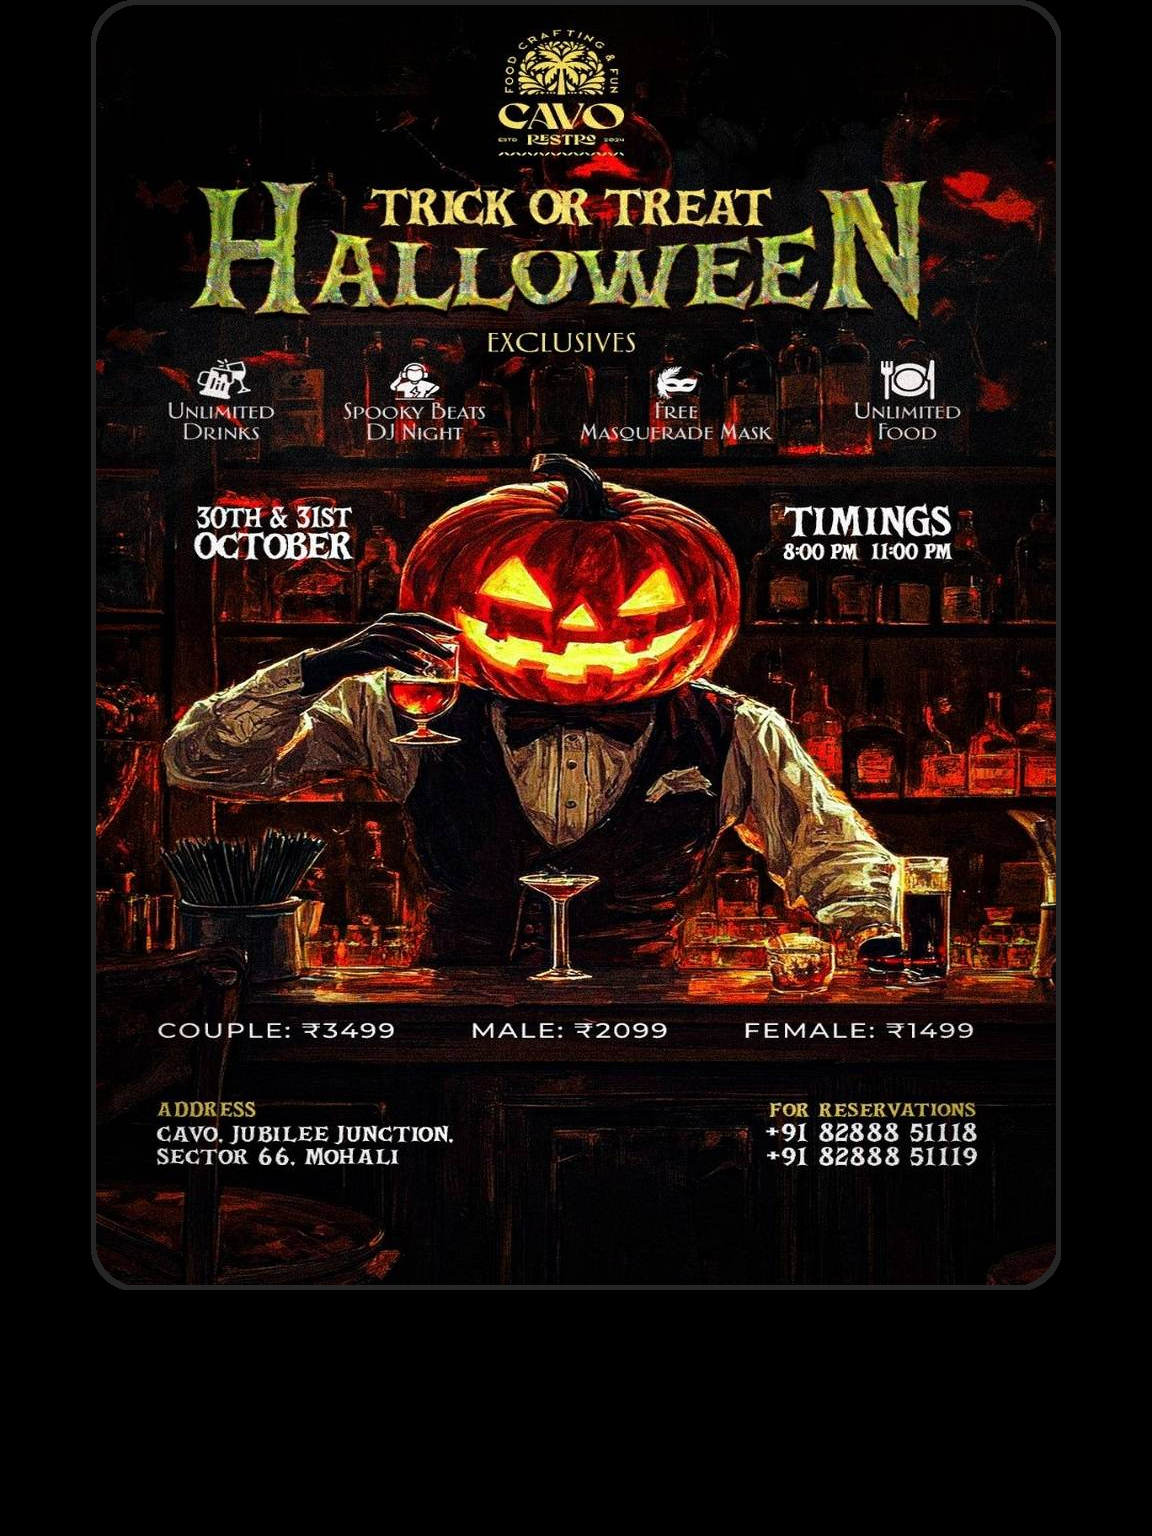 FOOD CRAFTING & FUN
CAVO
ESTD RESTRO 2024
TRICK OR TREAT
HALLOWEEN
EXCLUSIVES
UNLIMITED
DRINKS
SPOOKY BEATS
DJ NIGHT
FREE
MASQUERADE MASK
UNLIMITED
FOOD
30TH & 31ST
OCTOBER
TIMINGS
8:00 PM 11:00 PM
COUPLE: ₹3499
MALE: ₹2099
FEMALE: ₹1499
ADDRESS
CAVO, JUBILEE JUNCTION,
SECTOR 66, MOHALI
FOR RESERVATIONS
+91 82888 51118
+91 82888 51119